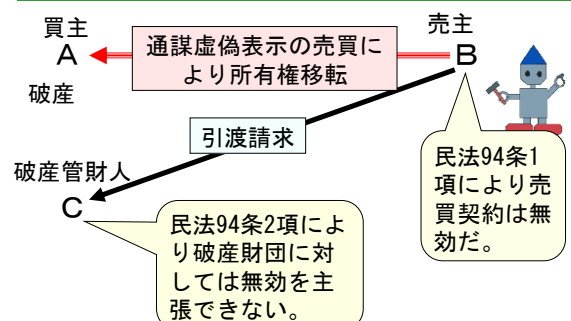 買主
A
破産
通謀虚偽表示の売買に
より所有権移転
売主
B
引渡請求
民法94条1
項により売
買契約は無
効だ。
破産管財人
C
民法94条2項によ
り破産財団に対
しては無効を主
張できない。